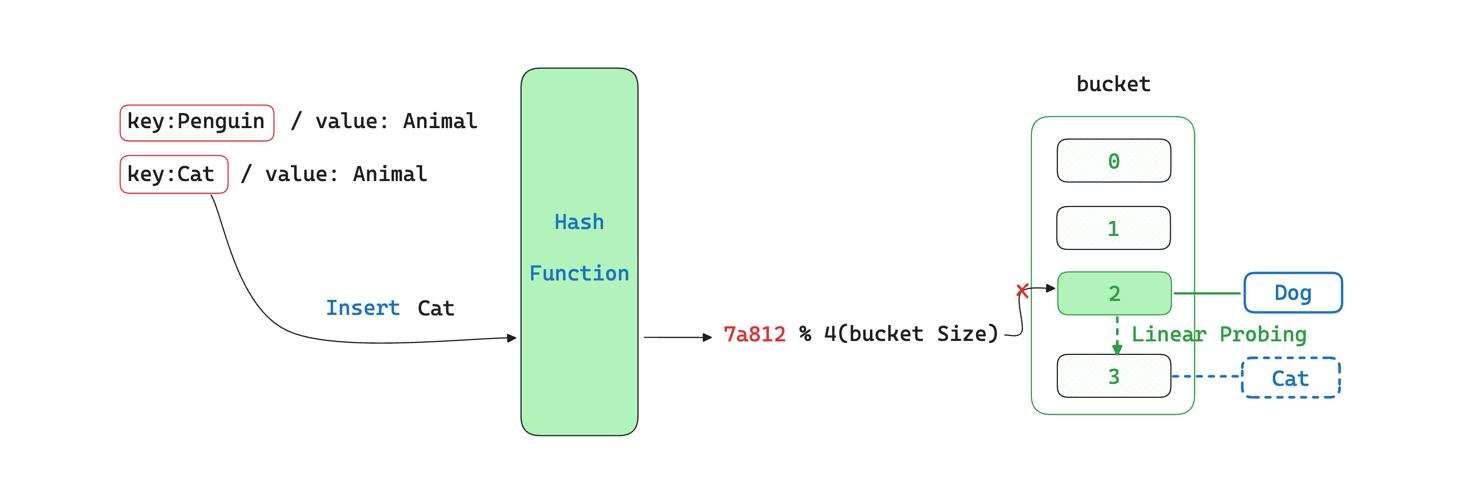 bucket
key:Penguin / value: Animal
key:Cat / value: Animal
0
1
Hash
Function
2
Dog
Insert Cat
7a812 % 4(bucket Size)
Linear Probing
3
Cat